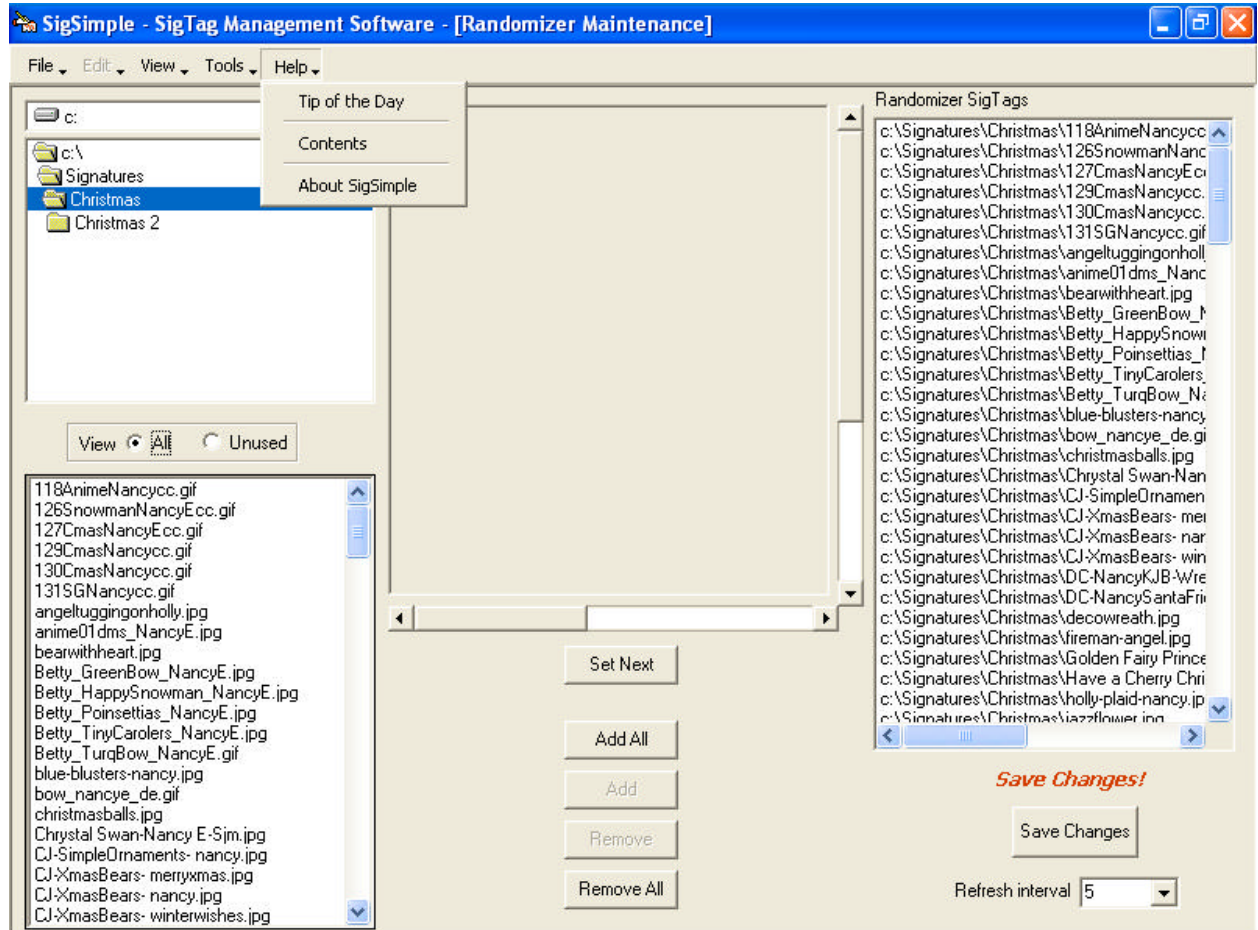 SigSimple - SigTag Management Software - [Randomizer Maintenance]
File Edit View Tools Help
Tip of the Day
Contents
About SigSimple
c:
c:\
Signatures
Christmas
Christmas 2
View All Unused
118AnimeNancycc.gif
126SnowmanNancyEcc.gif
127CmasNancyEcc.gif
129CmasNancycc.gif
130CmasNancycc.gif
131SGNancycc.gif
angeltuggingonholly.jpg
anime01dms_NancyE.jpg
bearwithheart.jpg
Betty_GreenBow_NancyE.jpg
Betty_HappySnowman_NancyE.jpg
Betty_Poinsettias_NancyE.jpg
Betty_TinyCarolers_NancyE.jpg
Betty_TurqBow_NancyE.gif
blue-blusters-nancy.jpg
bow_nancye_de.gif
christmasballs.jpg
Chrystal Swan-Nancy E-Sjm.jpg
CJ-SimpleOrnaments- nancy.jpg
CJ-XmasBears- merryxmas.jpg
CJ-XmasBears- nancy.jpg
CJ-XmasBears- winterwishes.jpg
Set Next
Add All
Add
Remove
Remove All
Randomizer SigTags
c:\Signatures\Christmas\118AnimeNancycc
c:\Signatures\Christmas\126SnowmanNanc
c:\Signatures\Christmas\127CmasNancyEc
c:\Signatures\Christmas\129CmasNancycc.
c:\Signatures\Christmas\130CmasNancycc.
c:\Signatures\Christmas\131SGNancycc.gif
c:\Signatures\Christmas\angeltuggingonholl
c:\Signatures\Christmas\anime01dms_Nanc
c:\Signatures\Christmas\bearwithheart.jpg
c:\Signatures\Christmas\Betty_GreenBow_N
c:\Signatures\Christmas\Betty_HappySnow
c:\Signatures\Christmas\Betty_Poinsettias_N
c:\Signatures\Christmas\Betty_TinyCarolers_
c:\Signatures\Christmas\Betty_TurqBow_Na
c:\Signatures\Christmas\blue-blusters-nancy
c:\Signatures\Christmas\bow_nancye_de.gi
c:\Signatures\Christmas\christmasballs.jpg
c:\Signatures\Christmas\Chrystal Swan-Nan
c:\Signatures\Christmas\CJ-SimpleOrnamen
c:\Signatures\Christmas\CJ-XmasBears- mer
c:\Signatures\Christmas\CJ-XmasBears- nar
c:\Signatures\Christmas\CJ-XmasBears- win
c:\Signatures\Christmas\DC-NancyKJB-Wre
c:\Signatures\Christmas\DC-NancySantaFri
c:\Signatures\Christmas\decowreath.jpg
c:\Signatures\Christmas\fireman-angel.jpg
c:\Signatures\Christmas\Golden Fairy Prince
c:\Signatures\Christmas\Have a Cherry Chri
c:\Signatures\Christmas\holly-plaid-nancy.jp
c:\Signatures\Christmas\jazzflower.jpg
Save Changes!
Save Changes
Refresh interval 5